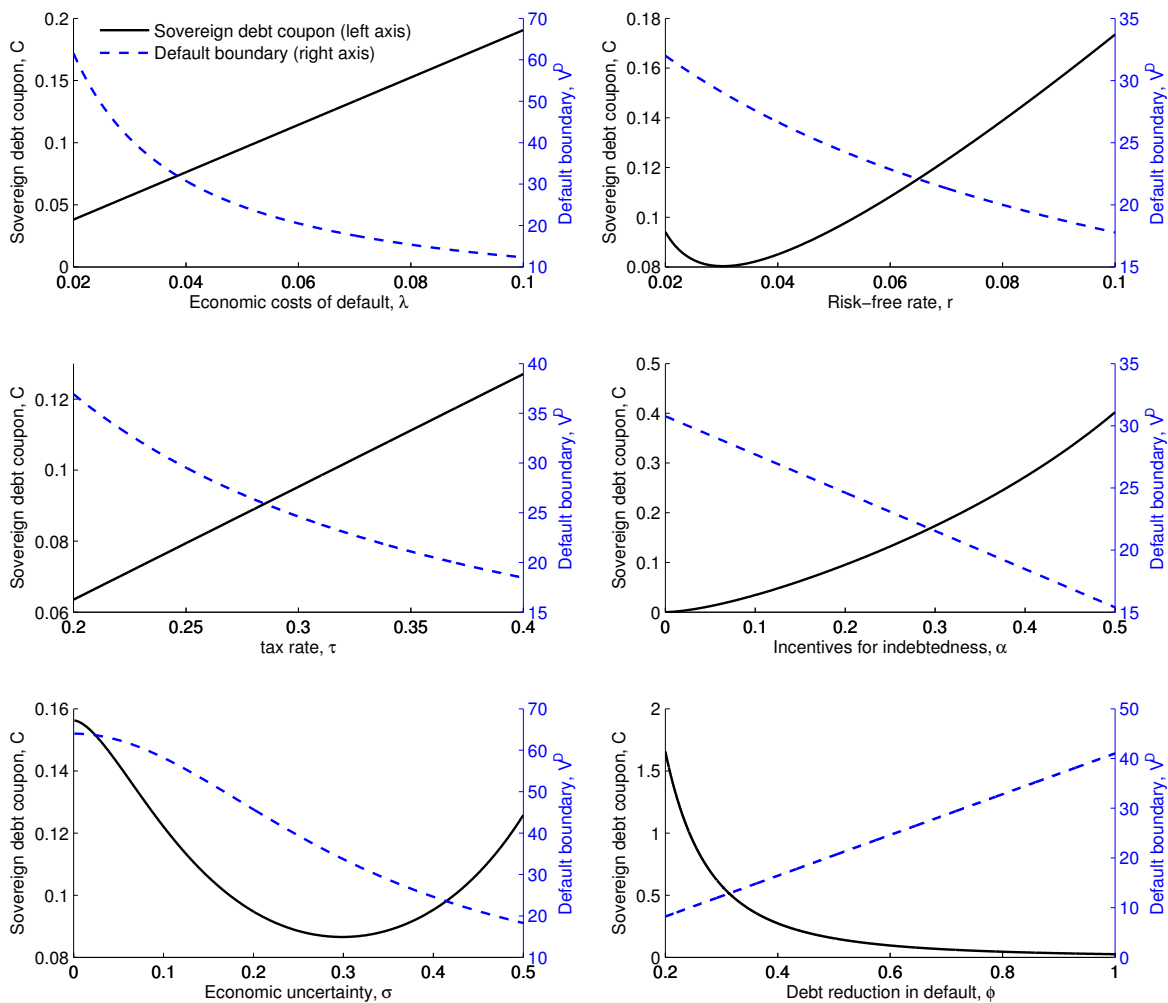 Sovereign debt coupon (left axis)
Default boundary (right axis)
Sovereign debt coupon, C
0.2
0.15
0.1
0.05
0
70
60
50
40
30
20
10
Default boundary, V^D
0.02 0.04 0.06 0.08 0.1
Economic costs of default, λ
Sovereign debt coupon, C
0.18
0.16
0.14
0.12
0.1
0.08
35
30
25
20
15
Default boundary, V^D
0.02 0.04 0.06 0.08 0.1
Risk−free rate, r
Sovereign debt coupon, C
0.12
0.1
0.08
0.06
40
35
30
25
20
15
Default boundary, V^D
0.2 0.25 0.3 0.35 0.4
tax rate, τ
Sovereign debt coupon, C
0.5
0.4
0.3
0.2
0.1
0
35
30
25
20
15
Default boundary, V^D
0 0.1 0.2 0.3 0.4 0.5
Incentives for indebtedness, α
Sovereign debt coupon, C
0.16
0.14
0.12
0.1
0.08
70
60
50
40
30
20
10
Default boundary, V^D
0 0.1 0.2 0.3 0.4 0.5
Economic uncertainty, σ
Sovereign debt coupon, C
2
1.5
1
0.5
0
50
40
30
20
10
0
Default boundary, V^D
0.2 0.4 0.6 0.8 1
Debt reduction in default, ϕ